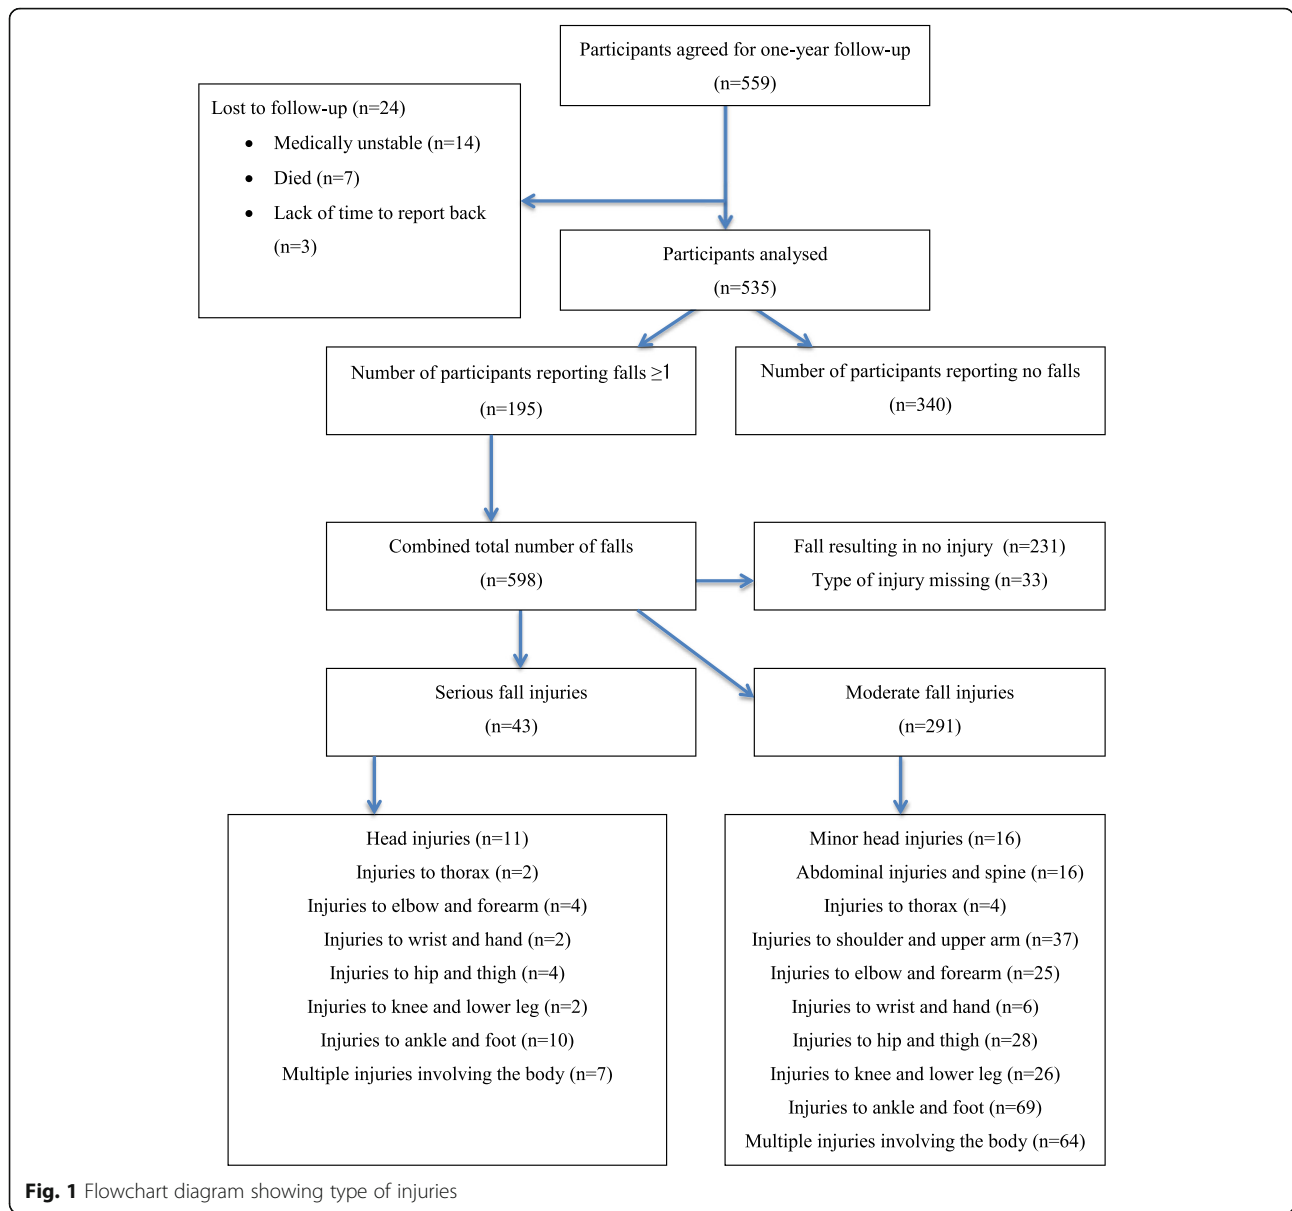 Participants agreed for one-year follow-up
(n=559)
Lost to follow-up (n=24)
• Medically unstable (n=14)
• Died (n=7)
• Lack of time to report back
(n=3)
Participants analysed
(n=535)
Number of participants reporting falls ≥1
(n=195)
Number of participants reporting no falls
(n=340)
Combined total number of falls
(n=598)
Fall resulting in no injury (n=231)
Type of injury missing (n=33)
Serious fall injuries
(n=43)
Moderate fall injuries
(n=291)
Head injuries (n=11)
Injuries to thorax (n=2)
Injuries to elbow and forearm (n=4)
Injuries to wrist and hand (n=2)
Injuries to hip and thigh (n=4)
Injuries to knee and lower leg (n=2)
Injuries to ankle and foot (n=10)
Multiple injuries involving the body (n=7)
Minor head injuries (n=16)
Abdominal injuries and spine (n=16)
Injuries to thorax (n=4)
Injuries to shoulder and upper arm (n=37)
Injuries to elbow and forearm (n=25)
Injuries to wrist and hand (n=6)
Injuries to hip and thigh (n=28)
Injuries to knee and lower leg (n=26)
Injuries to ankle and foot (n=69)
Multiple injuries involving the body (n=64)
Fig. 1 Flowchart diagram showing type of injuries